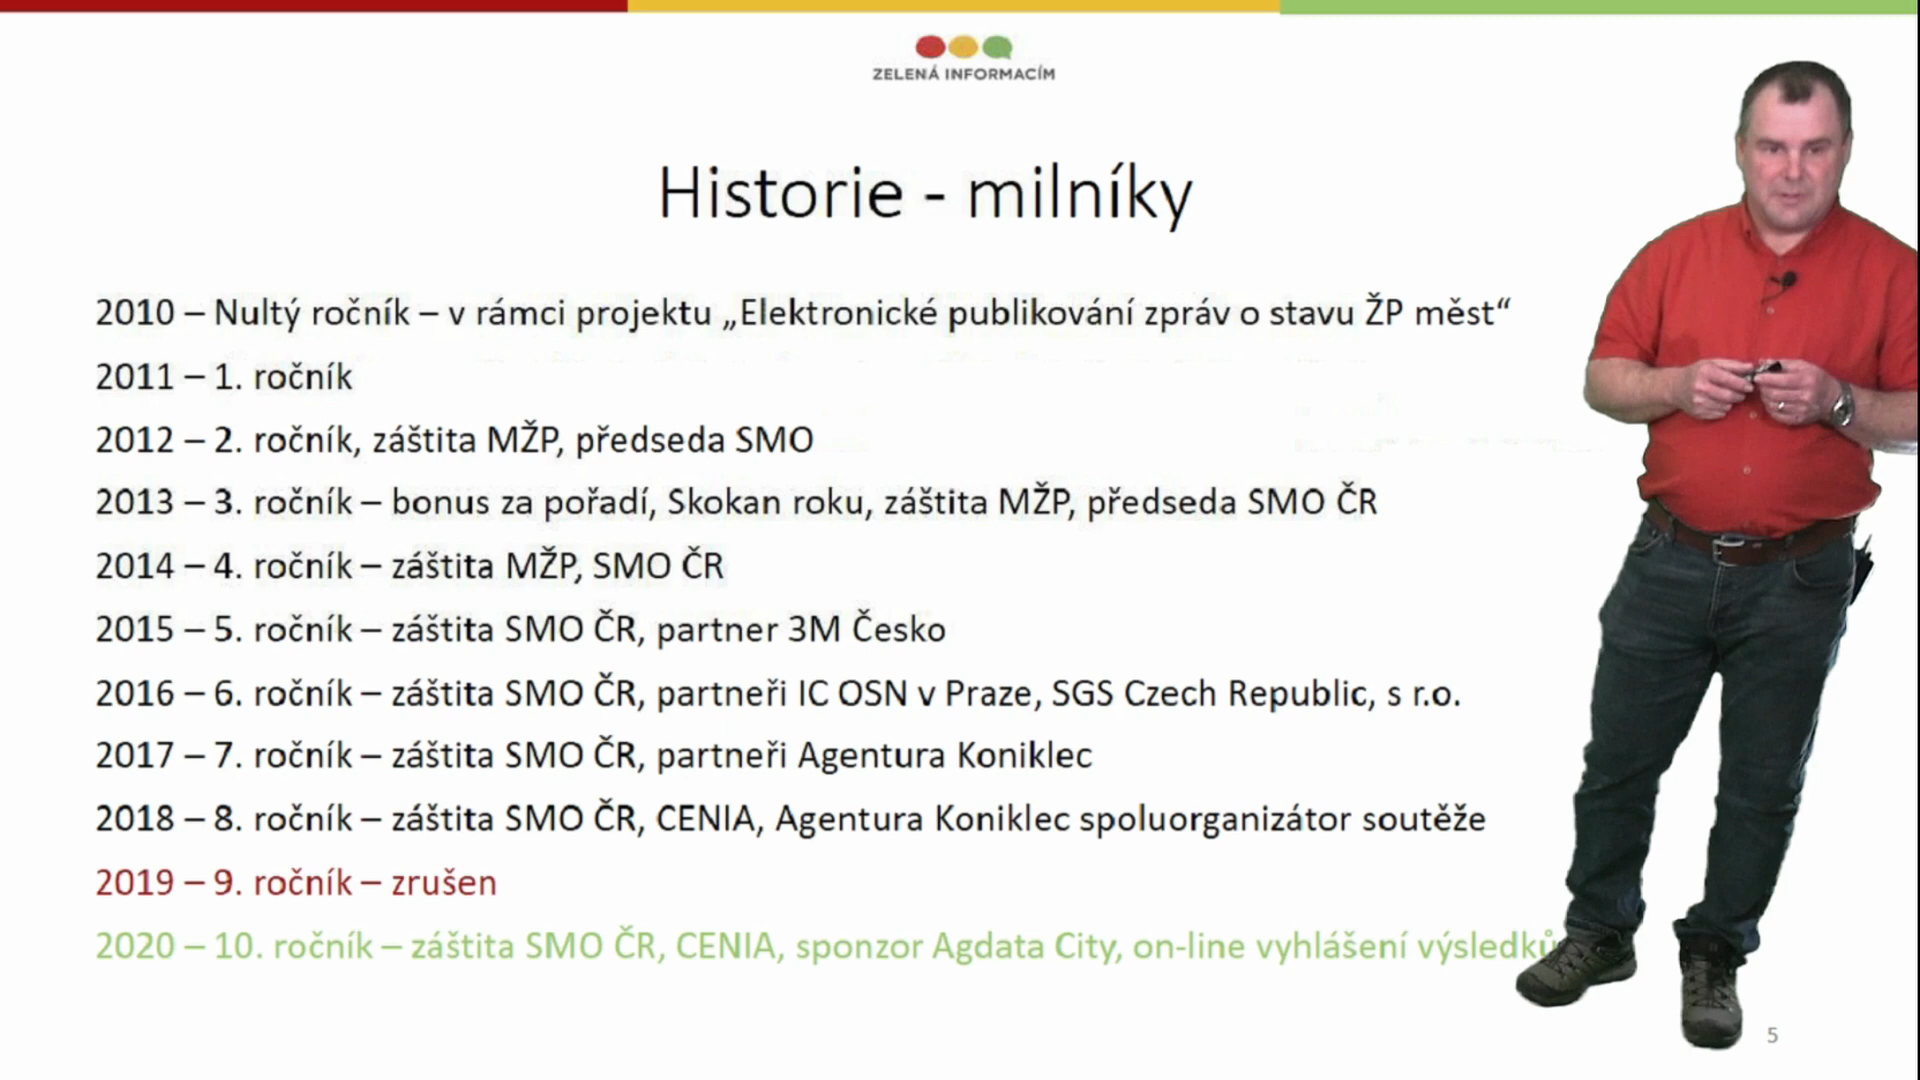 ZELENÁ INFORMACÍM
Historie - milníky
2010 – Nultý ročník – v rámci projektu „Elektronické publikování zpráv o stavu ŽP měst“
2011 – 1. ročník
2012 – 2. ročník, záštita MŽP, předseda SMO
2013 – 3. ročník – bonus za pořadí, Skokan roku, záštita MŽP, předseda SMO ČR
2014 – 4. ročník – záštita MŽP, SMO ČR
2015 – 5. ročník – záštita SMO ČR, partner 3M Česko
2016 – 6. ročník – záštita SMO ČR, partneři IC OSN v Praze, SGS Czech Republic, s r.o.
2017 – 7. ročník – záštita SMO ČR, partneři Agentura Koniklec
2018 – 8. ročník – záštita SMO ČR, CENIA, Agentura Koniklec spoluorganizátor soutěže
2019 – 9. ročník – zrušen
2020 – 10. ročník – záštita SMO ČR, CENIA, sponzor Agdata City, on-line vyhlášení výsledků
5